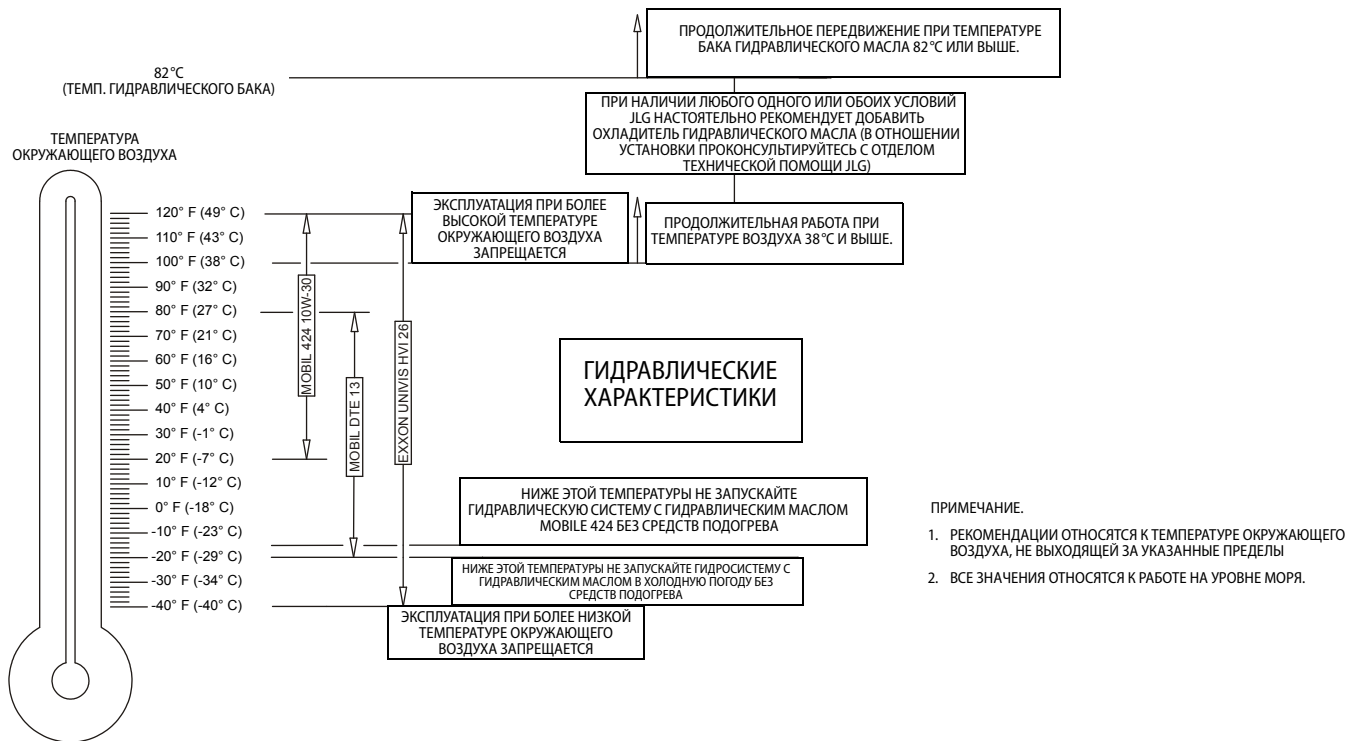 ПРОДОЛЖИТЕЛЬНОЕ ПЕРЕДВИЖЕНИЕ ПРИ ТЕМПЕРАТУРЕ
БАКА ГИДРАВЛИЧЕСКОГО МАСЛА 82°C ИЛИ ВЫШЕ.
82°C
(ТЕМП. ГИДРАВЛИЧЕСКОГО БАКА)
ПРИ НАЛИЧИИ ЛЮБОГО ОДНОГО ИЛИ ОБОИХ УСЛОВИЙ
JLG НАСТОЯТЕЛЬНО РЕКОМЕНДУЕТ ДОБАВИТЬ
ОХЛАДИТЕЛЬ ГИДРАВЛИЧЕСКОГО МАСЛА (В ОТНОШЕНИИ
УСТАНОВКИ ПРОКОНСУЛЬТИРУЙТЕСЬ С ОТДЕЛОМ
ТЕХНИЧЕСКОЙ ПОМОЩИ JLG)
ТЕМПЕРАТУРА
ОКРУЖАЮЩЕГО ВОЗДУХА
ЭКСПЛУАТАЦИЯ ПРИ БОЛЕЕ
ВЫСОКОЙ ТЕМПЕРАТУРЕ
ОКРУЖАЮЩЕГО ВОЗДУХА
ЗАПРЕЩАЕТСЯ
ПРОДОЛЖИТЕЛЬНАЯ РАБОТА ПРИ
ТЕМПЕРАТУРЕ ВОЗДУХА 38°C И ВЫШЕ.
120° F (49° C)
110° F (43° C)
100° F (38° C)
90° F (32° C)
80° F (27° C)
70° F (21° C)
60° F (16° C)
50° F (10° C)
40° F (4° C)
30° F (-1° C)
20° F (-7° C)
10° F (-12° C)
0° F (-18° C)
-10° F (-23° C)
-20° F (-29° C)
-30° F (-34° C)
-40° F (-40° C)
MOBIL 424 10W-30
MOBIL DTE 13
EXXON UNIVIS HVI 26
ГИДРАВЛИЧЕСКИЕ
ХАРАКТЕРИСТИКИ
НИЖЕ ЭТОЙ ТЕМПЕРАТУРЫ НЕ ЗАПУСКАЙТЕ
ГИДРАВЛИЧЕСКУЮ СИСТЕМУ С ГИДРАВЛИЧЕСКИМ МАСЛОМ
MOBILE 424 БЕЗ СРЕДСТВ ПОДОГРЕВА
НИЖЕ ЭТОЙ ТЕМПЕРАТУРЫ НЕ ЗАПУСКАЙТЕ ГИДРОСИСТЕМУ С
ГИДРАВЛИЧЕСКИМ МАСЛОМ В ХОЛОДНУЮ ПОГОДУ БЕЗ
СРЕДСТВ ПОДОГРЕВА
ЭКСПЛУАТАЦИЯ ПРИ БОЛЕЕ НИЗКОЙ
ТЕМПЕРАТУРЕ ОКРУЖАЮЩЕГО
ВОЗДУХА ЗАПРЕЩАЕТСЯ
ПРИМЕЧАНИЕ.
1. РЕКОМЕНДАЦИИ ОТНОСЯТСЯ К ТЕМПЕРАТУРЕ ОКРУЖАЮЩЕГО
ВОЗДУХА, НЕ ВЫХОДЯЩЕЙ ЗА УКАЗАННЫЕ ПРЕДЕЛЫ
2. ВСЕ ЗНАЧЕНИЯ ОТНОСЯТСЯ К РАБОТЕ НА УРОВНЕ МОРЯ.